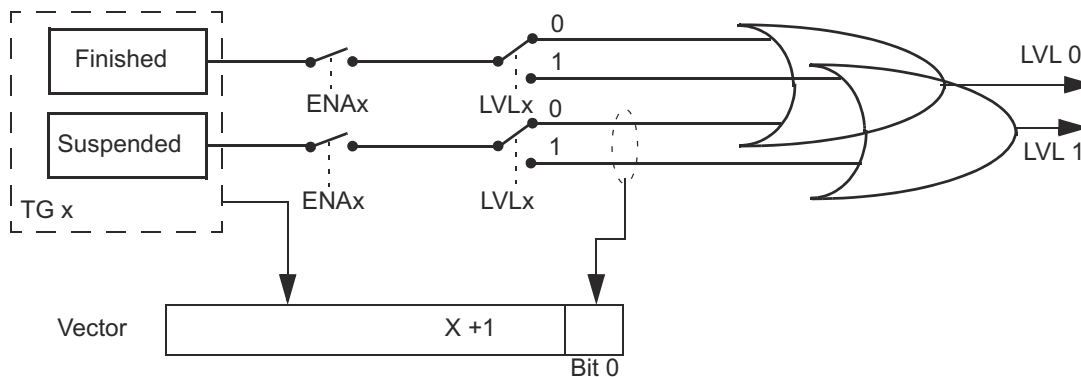 Finished
ENAx
LVLx
0
1
LVL 0
Suspended
ENAx
LVLx
0
1
LVL 1
TG x
Vector
X +1
Bit 0